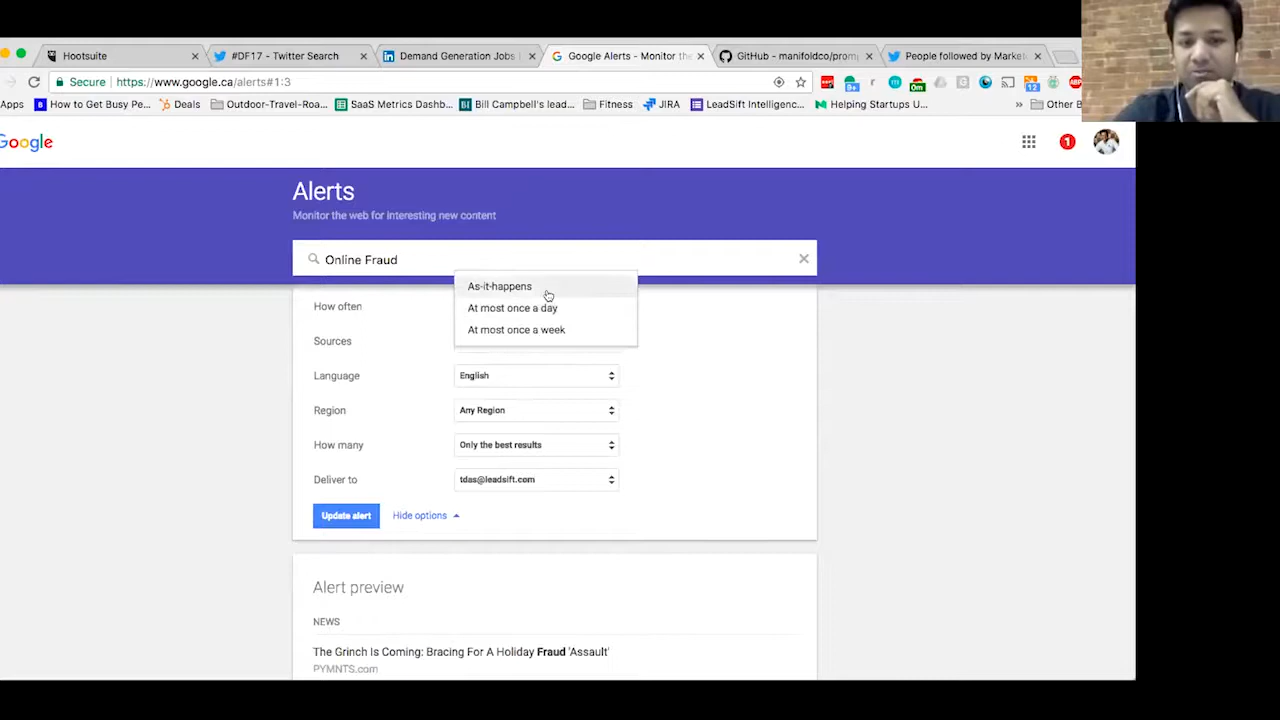 Hootsuite
#DF17 - Twitter Search
Demand Generation Jobs
Google Alerts - Monitor the
GitHub - manifoldco/prom
People followed by Marke
Secure
https://www.google.ca/alerts#1:3
Apps
How to Get Busy Pe...
Deals
Outdoor-Travel-Roa...
SaaS Metrics Dashb...
Bill Campbell's lead...
Fitness
JIRA
LeadSift Intelligenc...
Helping Startups U...
»
Other B
Google
1
Alerts
Monitor the web for interesting new content
Online Fraud
As-it-happens
How often
At most once a day
At most once a week
Sources
Language
English
Region
Any Region
How many
Only the best results
Deliver to
tdas@leadsift.com
Update alert
Hide options
Alert preview
NEWS
The Grinch Is Coming: Bracing For A Holiday Fraud 'Assault'
PYMNTS.com